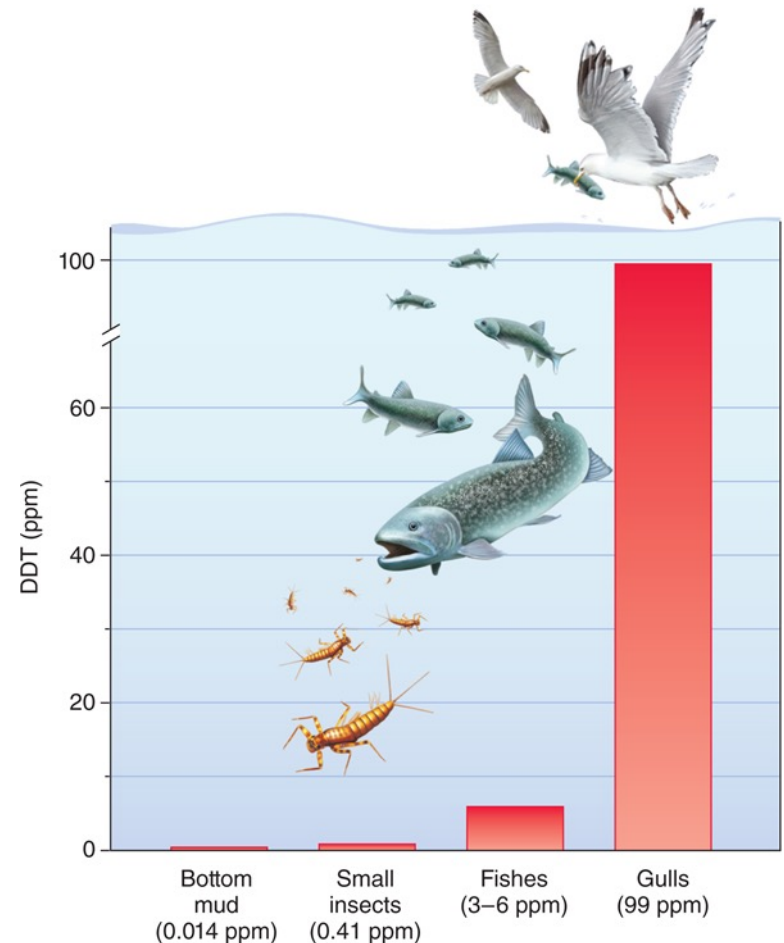 100
60
40
20
0
DDT (ppm)
Bottom
mud
(0.014 ppm)
Small
insects
(0.41 ppm)
Fishes
(3–6 ppm)
Gulls
(99 ppm)